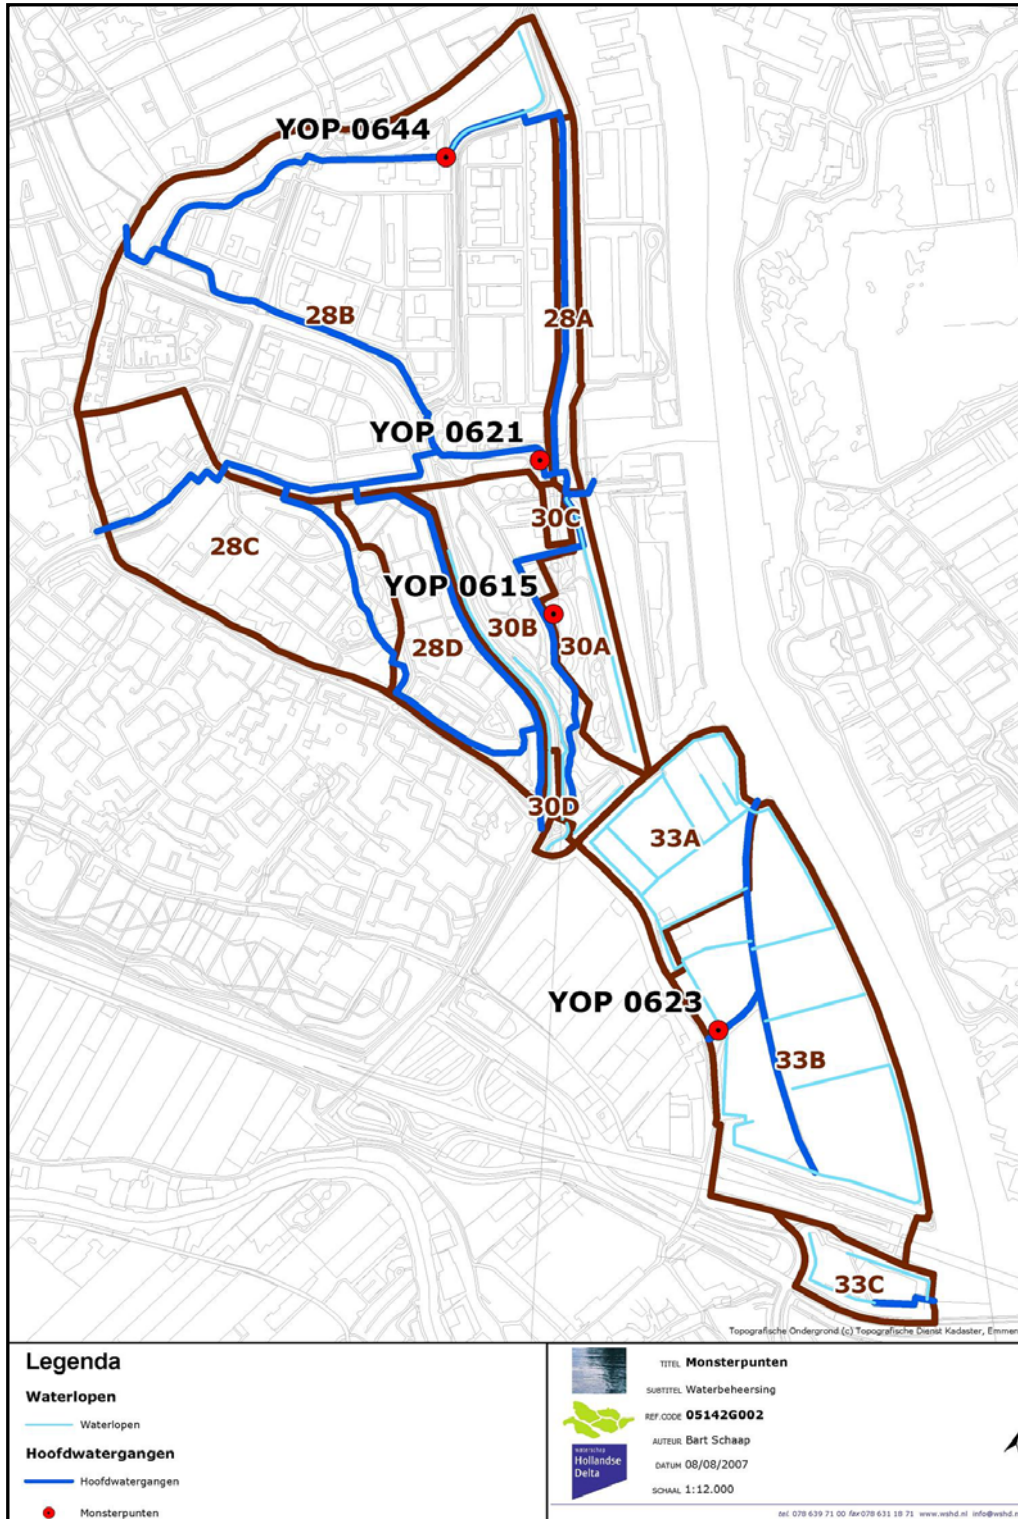 YOP 0644
28B
28A
YOP 0621
30C
28C
YOP 0615
30B
30A
28D
30D
33A
YOP 0623
33B
33C
Topografische Ondergrond (c) Topografische Dienst Kadaster, Emmen
Legenda
Waterlopen
Waterlopen
Hoofdwatergangen
Hoofdwatergangen
Monsterpunten
TITEL Monsterpunten
SUBTITEL Waterbeheersing
REF.CODE 05142G002
AUTEUR Bart Schaap
DATUM 08/08/2007
SCHAAL 1:12.000
waterschap
Hollandse
Delta
tel. 078 639 71 00 fax 078 631 18 71 www.wshd.nl info@wshd.n